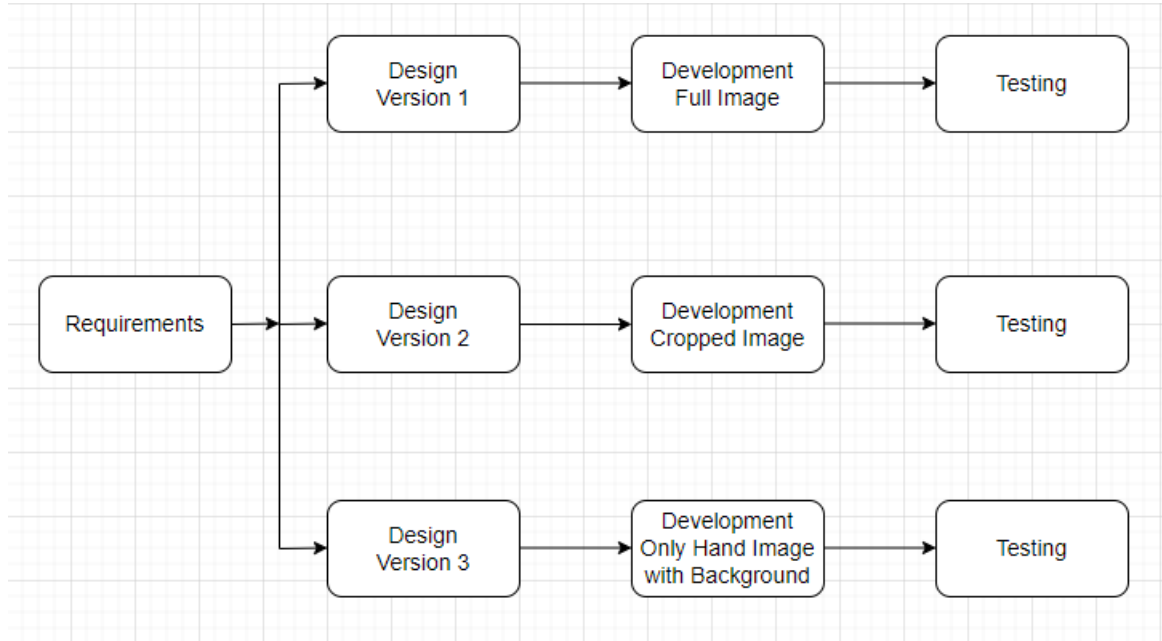 Design
Version 1
Development
Full Image
Testing
Requirements
Design
Version 2
Development
Cropped Image
Testing
Design
Version 3
Development
Only Hand Image
with Background
Testing